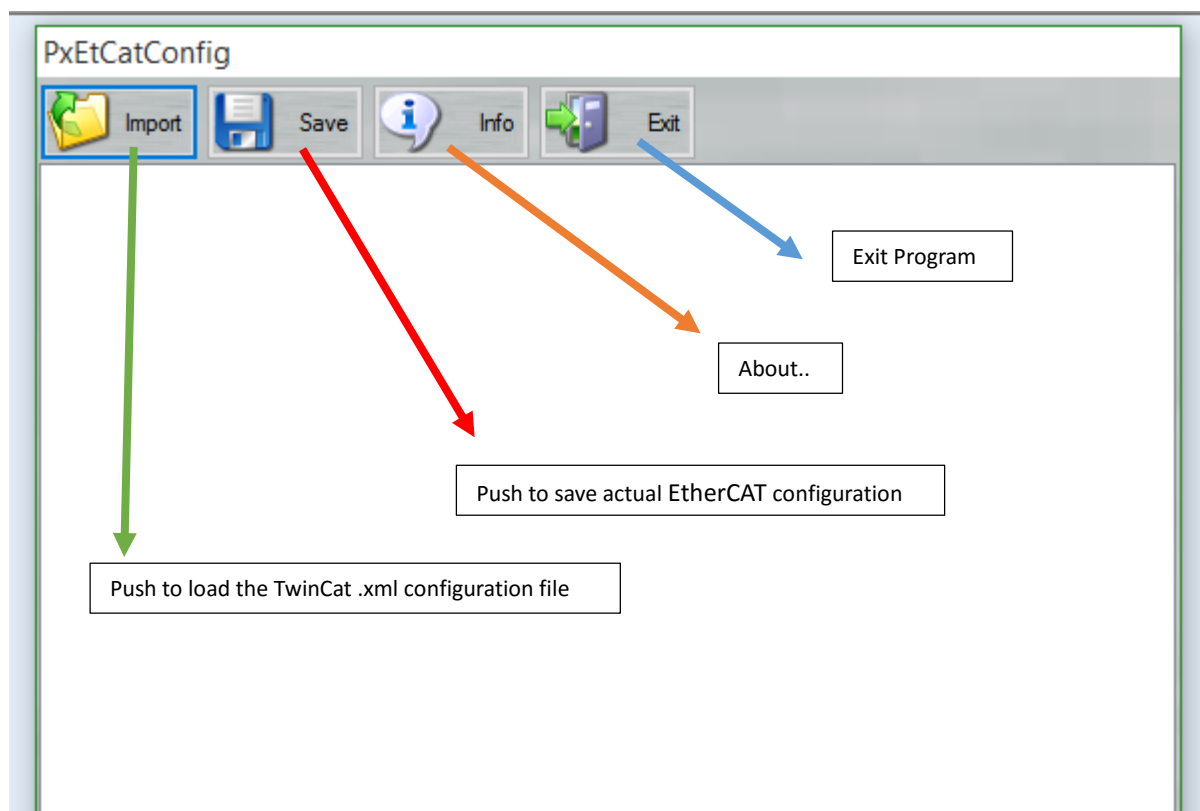 PxEtCatConfig
Import Save Info Exit
Exit Program
About..
Push to save actual EtherCAT configuration
Push to load the TwinCat .xml configuration file